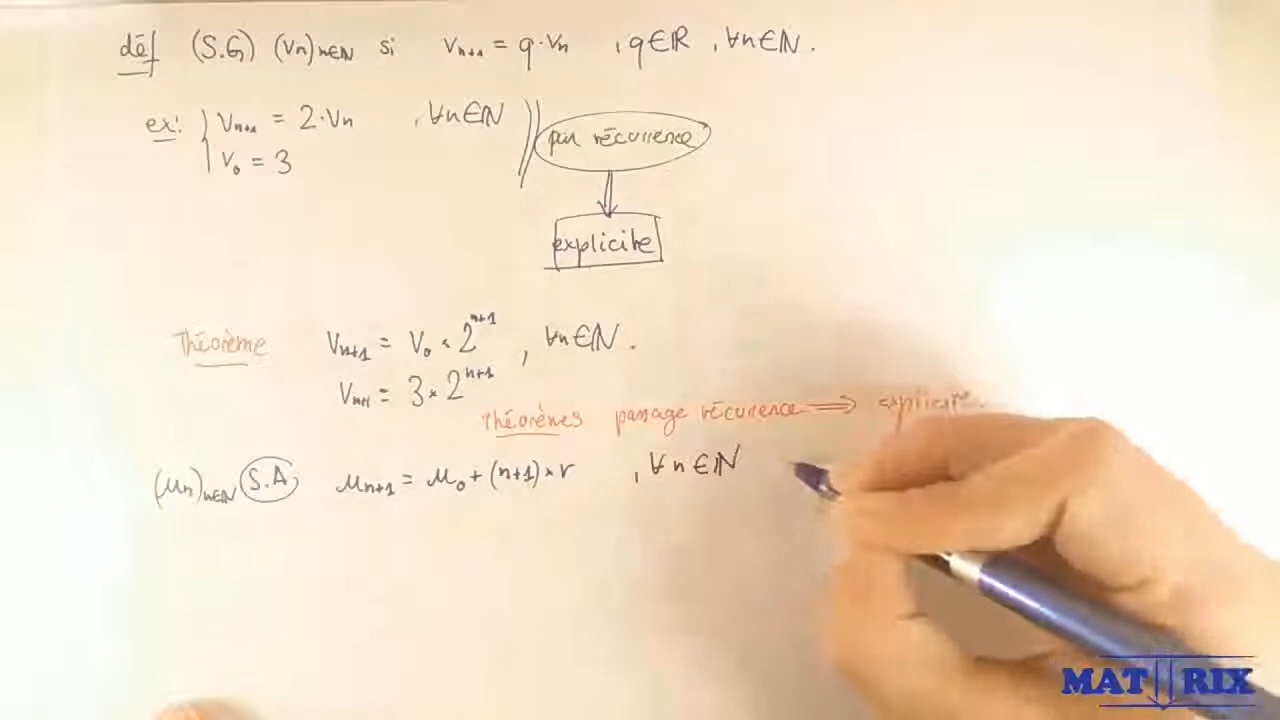 déf (S.G) (Vn)n∈N si Vn+1 = q·Vn , q∈R , ∀n∈N.
ex: Vn+1 = 2·Vn , ∀n∈N
V0 = 3
par récurrence
explicite
Théorème Vn+1 = V0 × 2^n+1 , ∀n∈N.
Vn+1 = 3 × 2^n+1
Théorèmes passage récurrence ⇒ explicite.
(Un)n∈N S.A, Un+1 = U0 + (n+1) × r , ∀n∈N
MATRIX